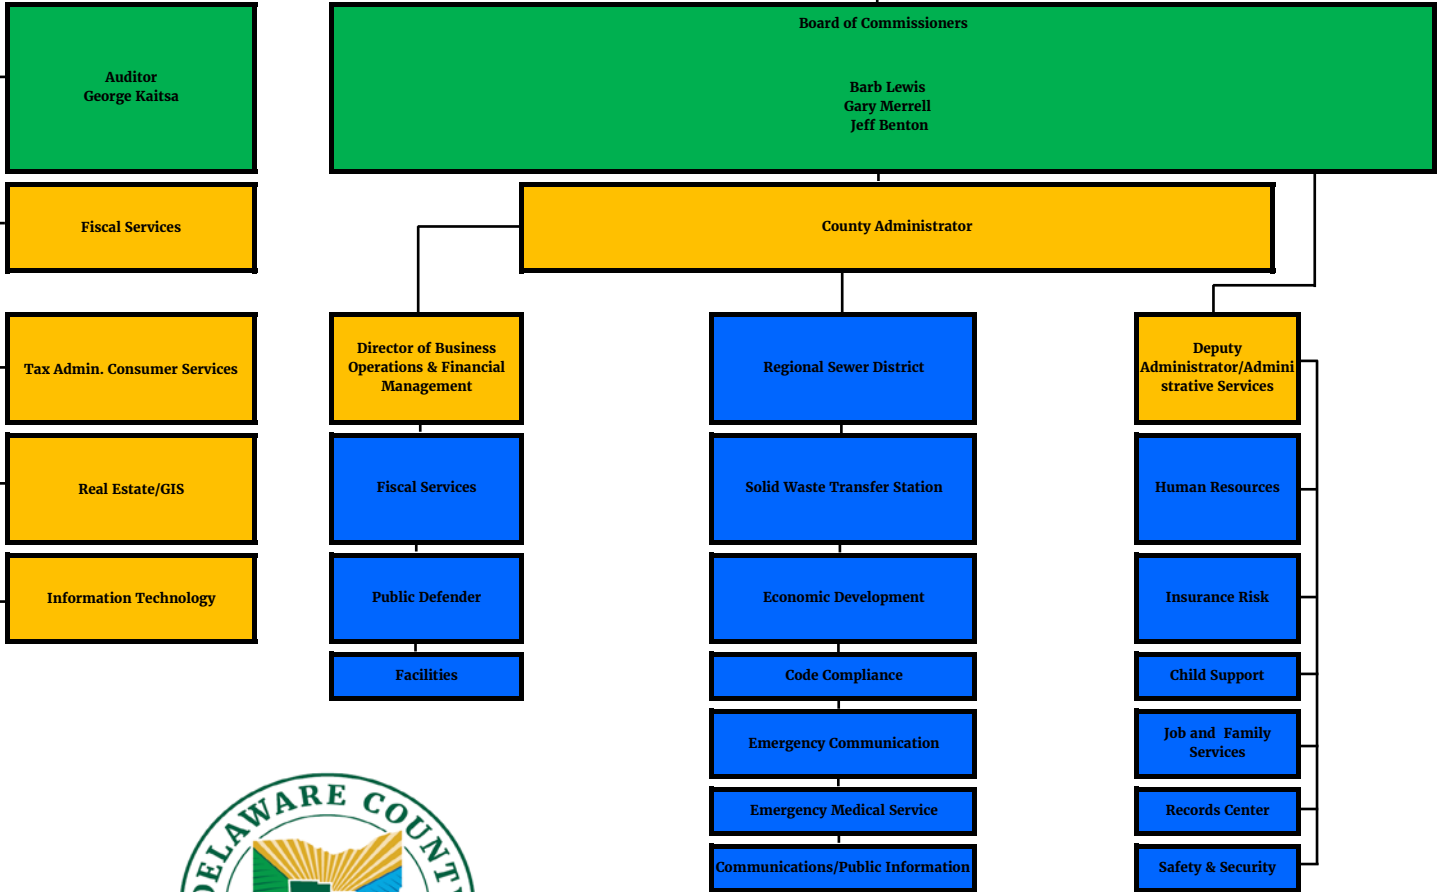 Auditor
George Kaitsa
Fiscal Services
Tax Admin. Consumer Services
Real Estate/GIS
Information Technology
Board of Commissioners
Barb Lewis
Gary Merrell
Jeff Benton
County Administrator
Director of Business
Operations & Financial
Management
Fiscal Services
Public Defender
Facilities
Regional Sewer District
Solid Waste Transfer Station
Economic Development
Code Compliance
Emergency Communication
Emergency Medical Service
Communications/Public Information
Deputy
Administrator/Admini
strative Services
Human Resources
Insurance Risk
Child Support
Job and Family
Services
Records Center
Safety & Security
DELAWARE COUNT